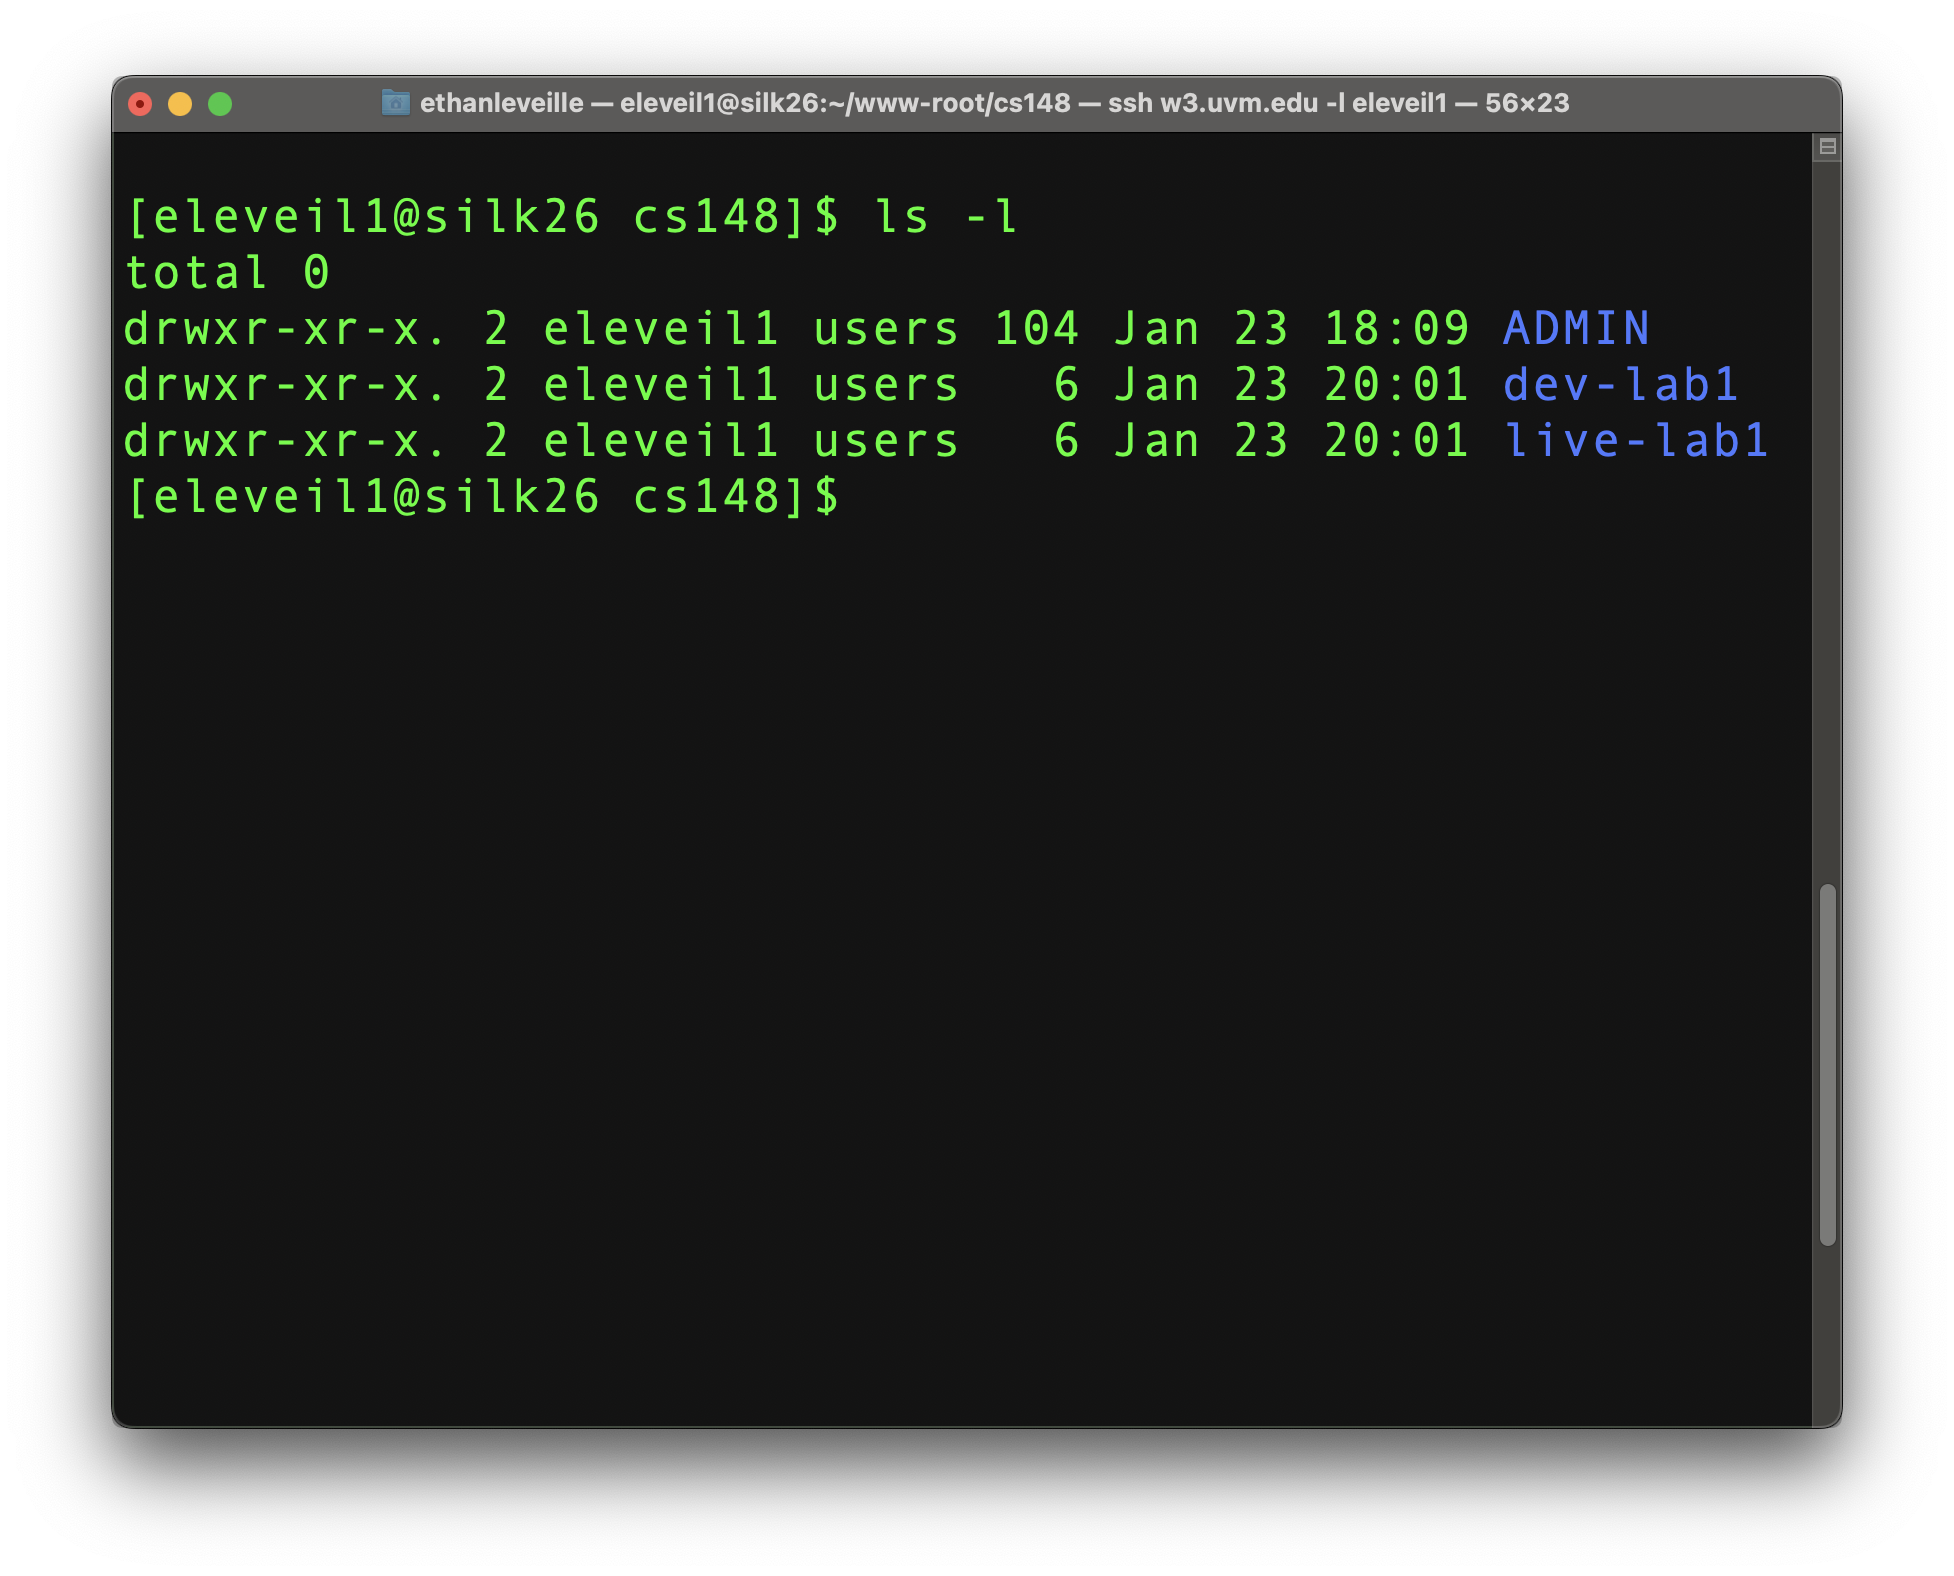 ethanleveille — eleveil1@silk26:~/www-root/cs148 — ssh w3.uvm.edu -l eleveil1 — 56×23
[eleveil1@silk26 cs148]$ ls -l
total 0
drwxr-xr-x. 2 eleveil1 users 104 Jan 23 18:09 ADMIN
drwxr-xr-x. 2 eleveil1 users   6 Jan 23 20:01 dev-lab1
drwxr-xr-x. 2 eleveil1 users   6 Jan 23 20:01 live-lab1
[eleveil1@silk26 cs148]$